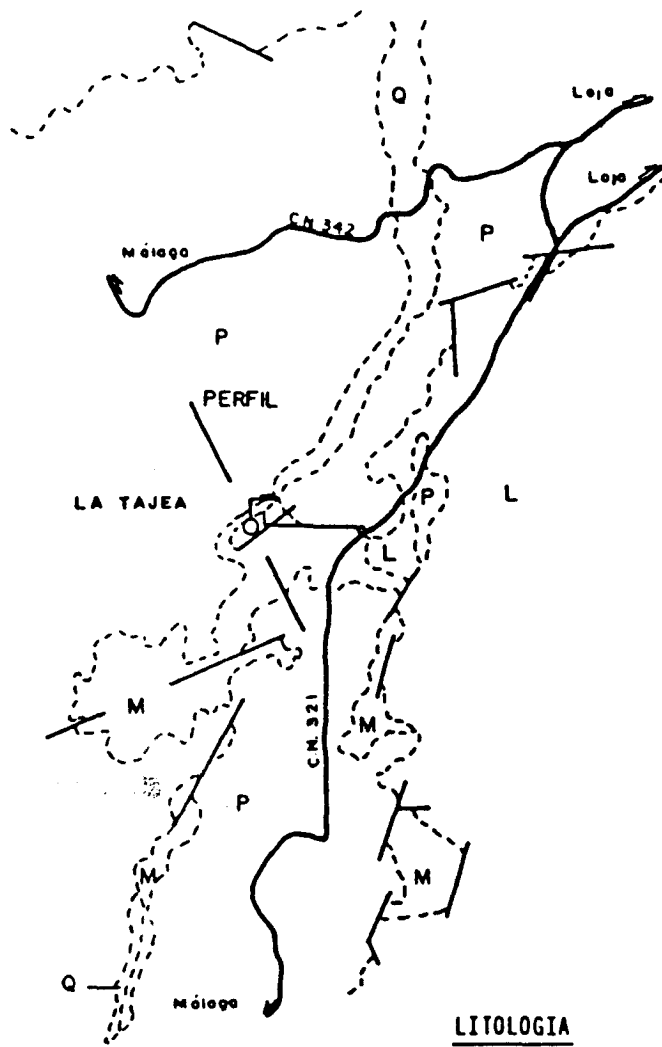 Q
Loja
Loja
C.N. 342
P
Málaga
P
PERFIL
LA TAJEA
P
L
L
M
M
C.N. 321
P
M
M
Q
Málaga
LITOLOGIA